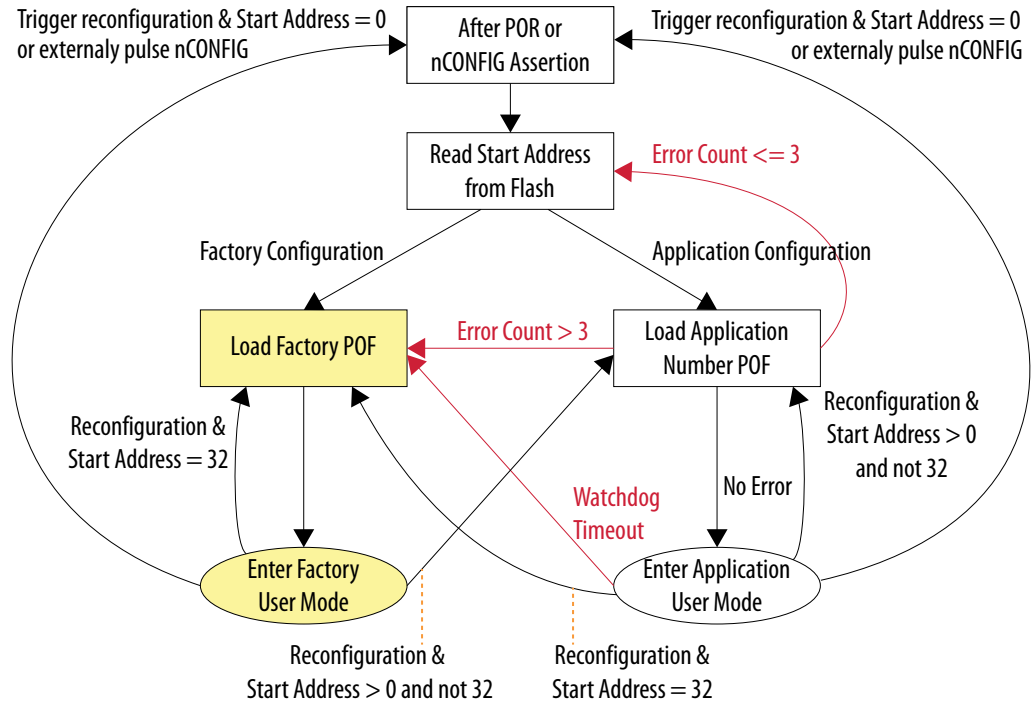 Trigger reconfiguration & Start Address = 0
or externaly pulse nCONFIG
After POR or
nCONFIG Assertion
Trigger reconfiguration & Start Address = 0
or externaly pulse nCONFIG
Read Start Address
from Flash
Error Count <= 3
Factory Configuration
Application Configuration
Load Factory POF
Error Count > 3
Load Application
Number POF
Reconfiguration &
Start Address = 32
Reconfiguration &
Start Address > 0
and not 32
Watchdog
Timeout
No Error
Enter Factory
User Mode
Enter Application
User Mode
Reconfiguration &
Start Address > 0 and not 32
Reconfiguration &
Start Address = 32